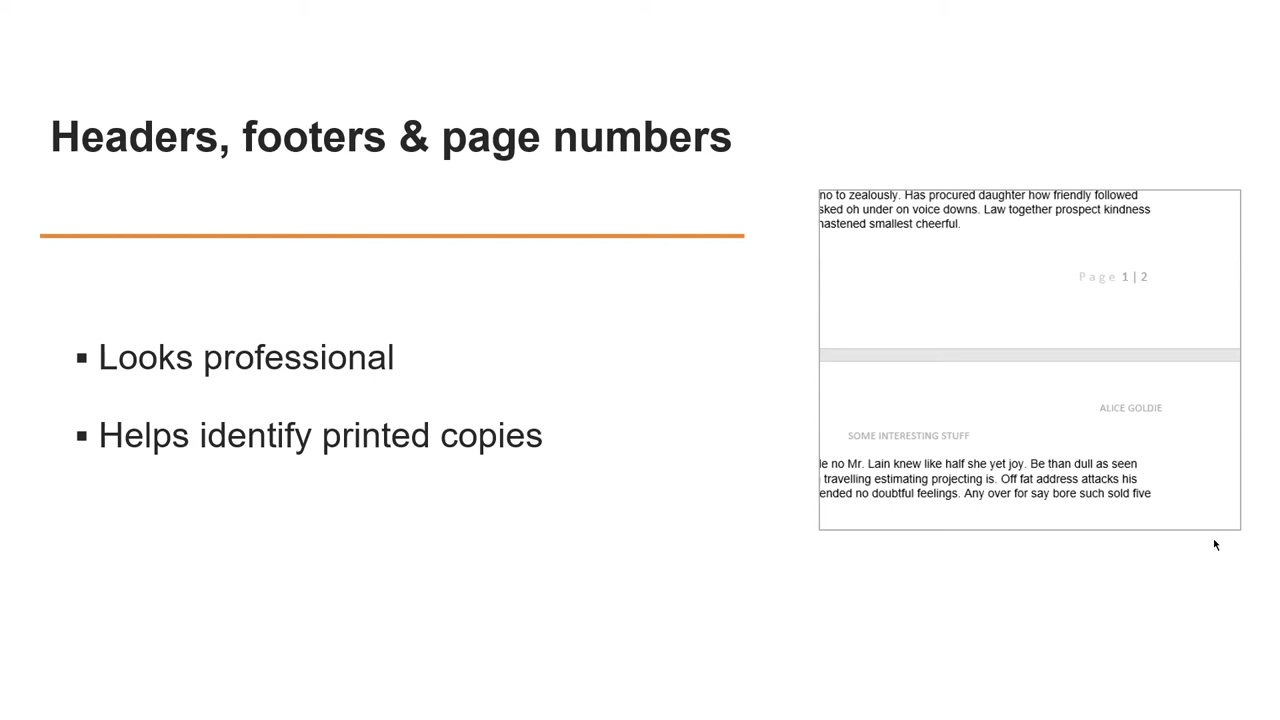 Headers, footers & page numbers
▪ Looks professional
▪ Helps identify printed copies
no to zealously. Has procured daughter how friendly followed
sked oh under on voice downs. Law together prospect kindness
hastened smallest cheerful.
Page 1 | 2
ALICE GOLDIE
SOME INTERESTING STUFF
le no Mr. Lain knew like half she yet joy. Be than dull as seen
travelling estimating projecting is. Off fat address attacks his
ended no doubtful feelings. Any over for say bore such sold five